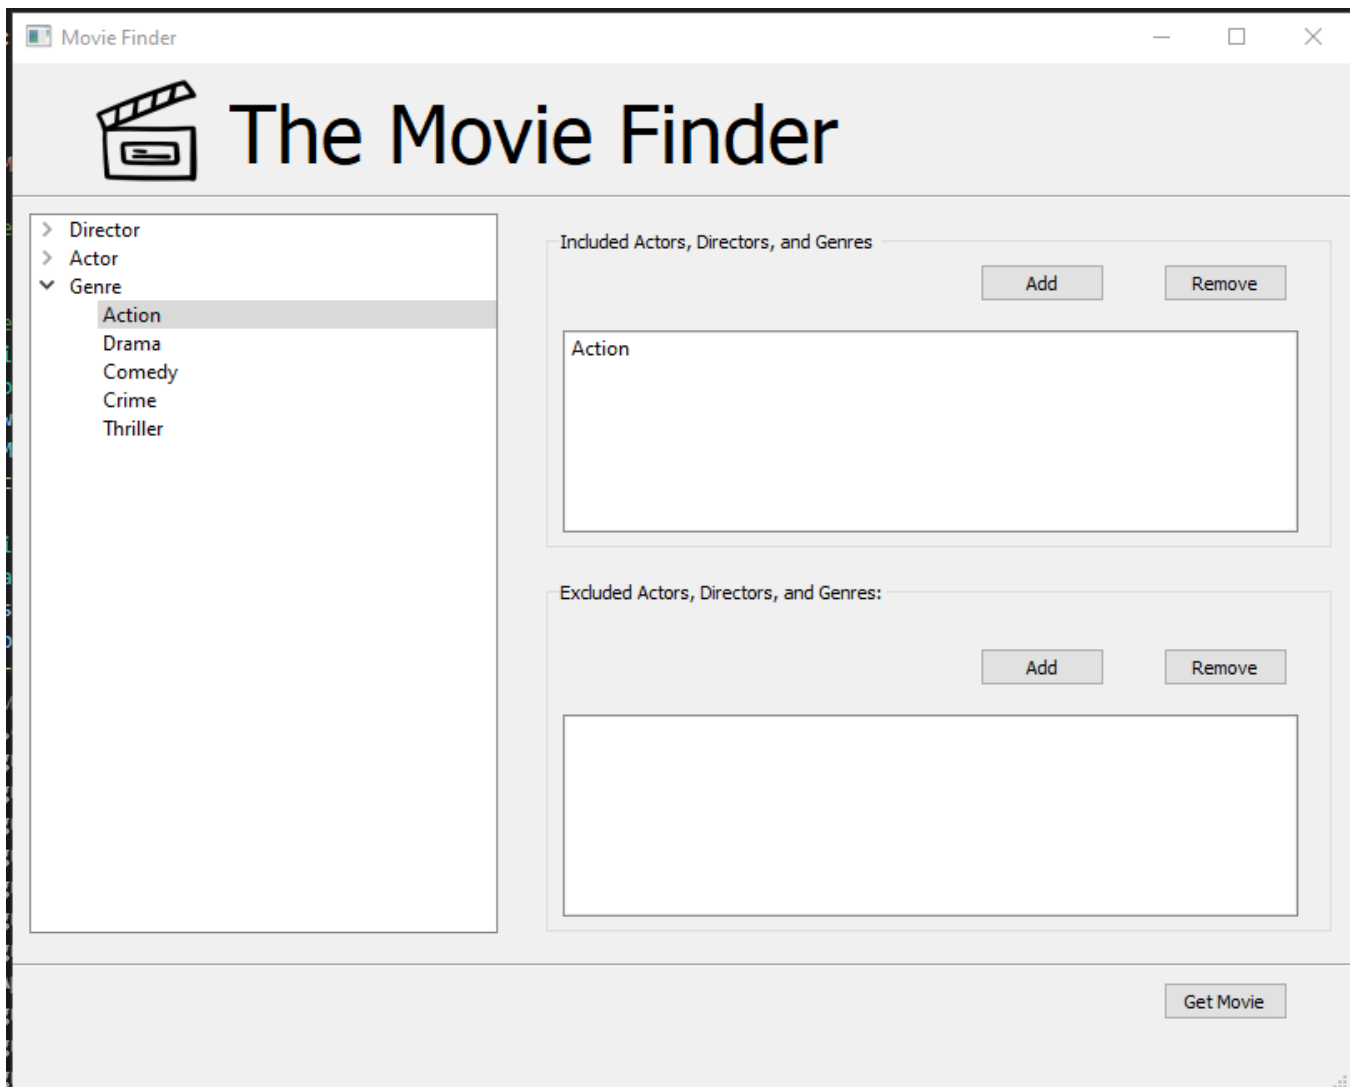 Movie Finder
The Movie Finder
Director
Actor
Genre
Action
Drama
Comedy
Crime
Thriller
Included Actors, Directors, and Genres
Add Remove
Action
Excluded Actors, Directors, and Genres:
Add Remove
Get Movie